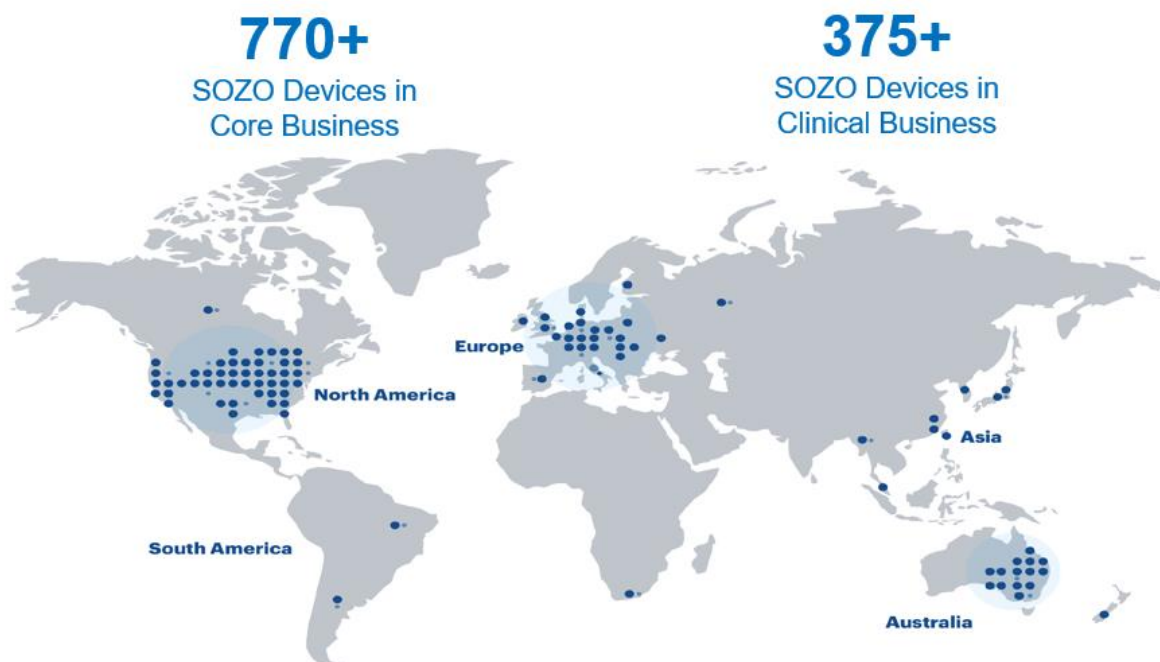 770+
SOZO Devices in
Core Business
375+
SOZO Devices in
Clinical Business
Europe
North America
Asia
South America
Australia